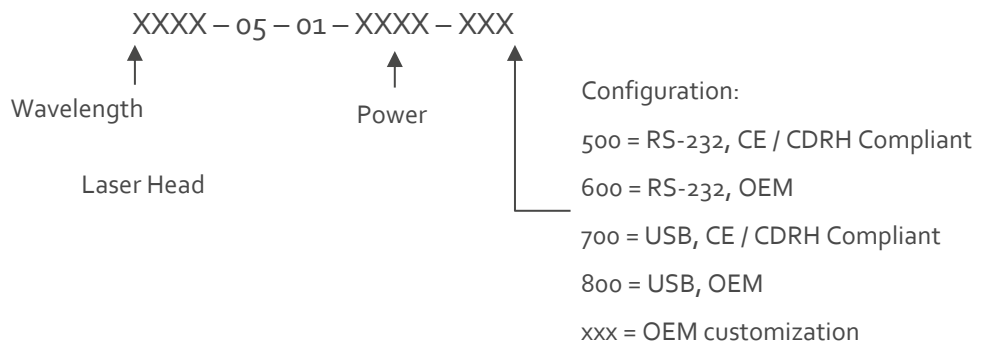 XXXX – 05 – 01 – XXXX – XXX
Wavelength
Power
Laser Head
Configuration:
500 = RS-232, CE / CDRH Compliant
600 = RS-232, OEM
700 = USB, CE / CDRH Compliant
800 = USB, OEM
xxx = OEM customization